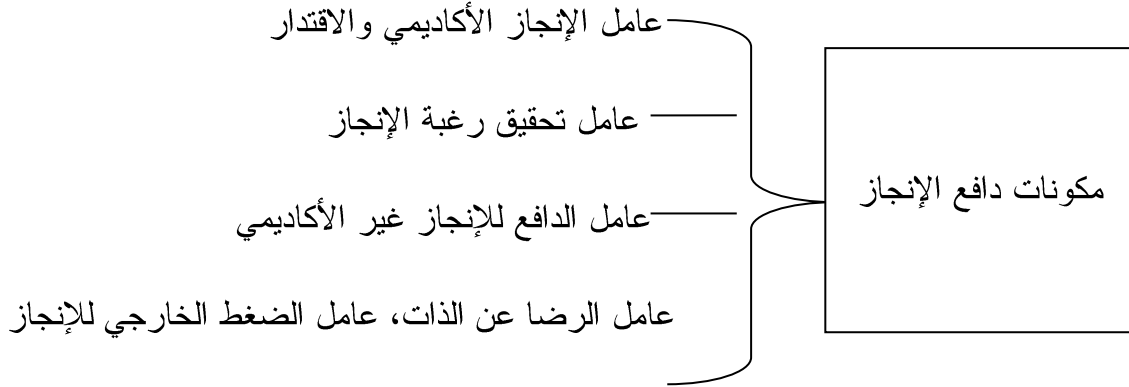 مكونات دافع الإنجاز
عامل الإنجاز الأكاديمي والاقتدار
عامل تحقيق رغبة الإنجاز
عامل الدافع للإنجاز غير الأكاديمي
عامل الرضا عن الذات، عامل الضغط الخارجي للإنجاز